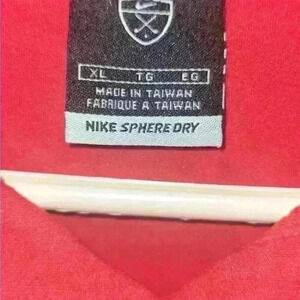 XL TG EG
MADE IN TAIWAN
FABRIQUE A TAIWAN
NIKE SPHERE DRY